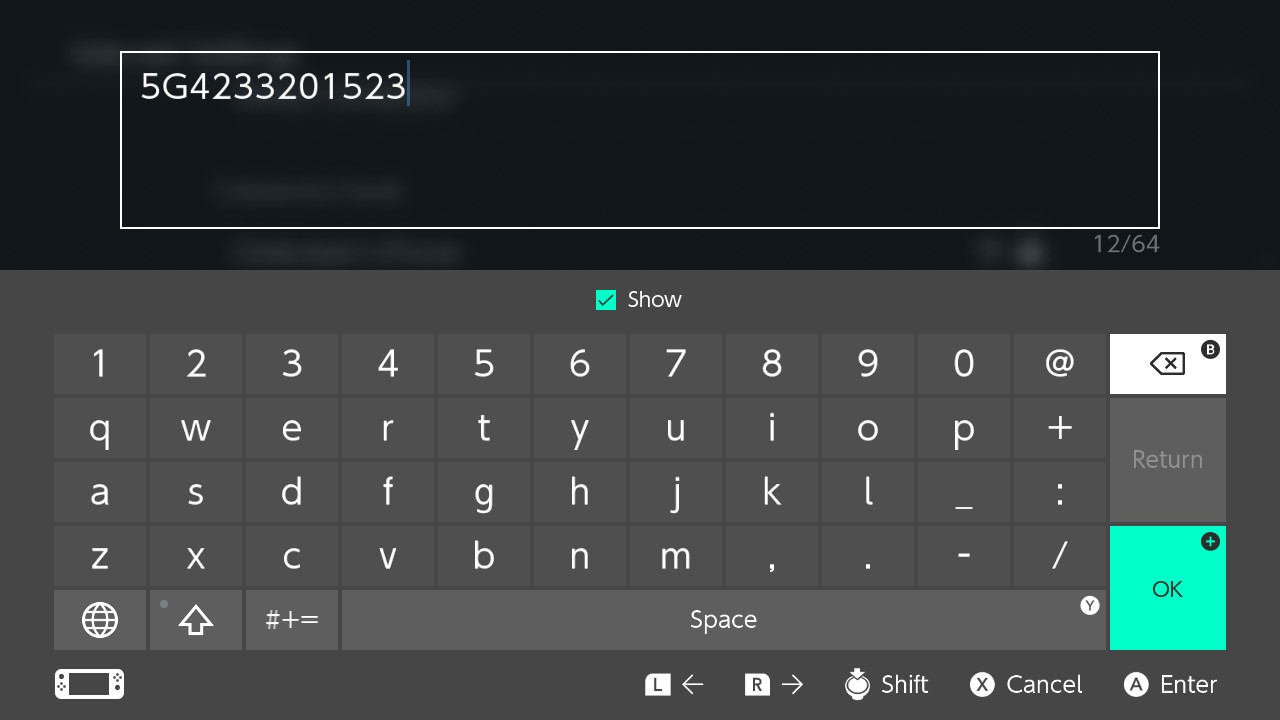 5G4233201523
12/64
Show
1 2 3 4 5 6 7 8 9 0 @ B
q w e r t y u i o p +
Return
a s d f g h j k l _ :
z x c v b n m , . - /
OK
#+= Space Y
L ← R → Shift X Cancel A Enter